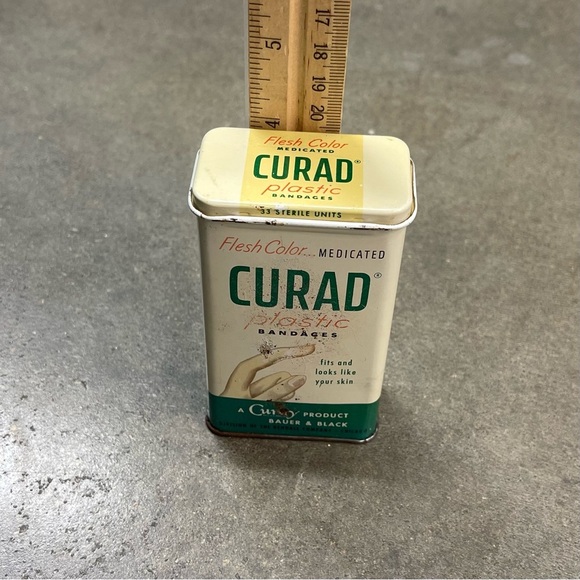 5
4
17
18
19
20
Flesh Color
MEDICATED
CURAD®
plastic
BANDAGES
33 STERILE UNITS
Flesh Color... MEDICATED
CURAD®
plastic
BANDAGES
fits and
looks like
your skin
A Curity PRODUCT
BAUER & BLACK